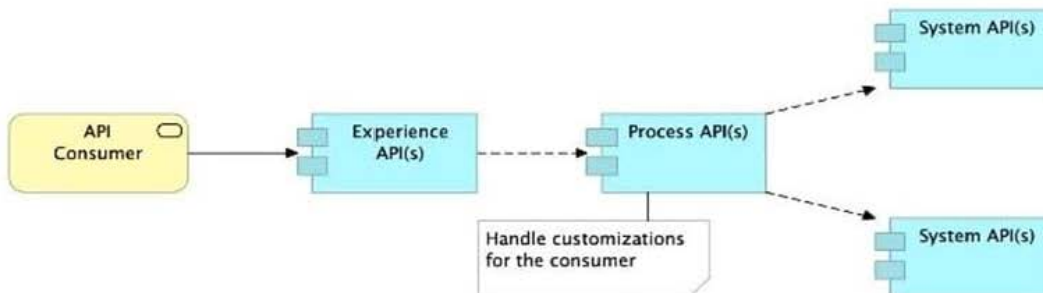 System API(s)
API
Consumer
Experience
API(s)
Process API(s)
Handle customizations
for the consumer
System API(s)